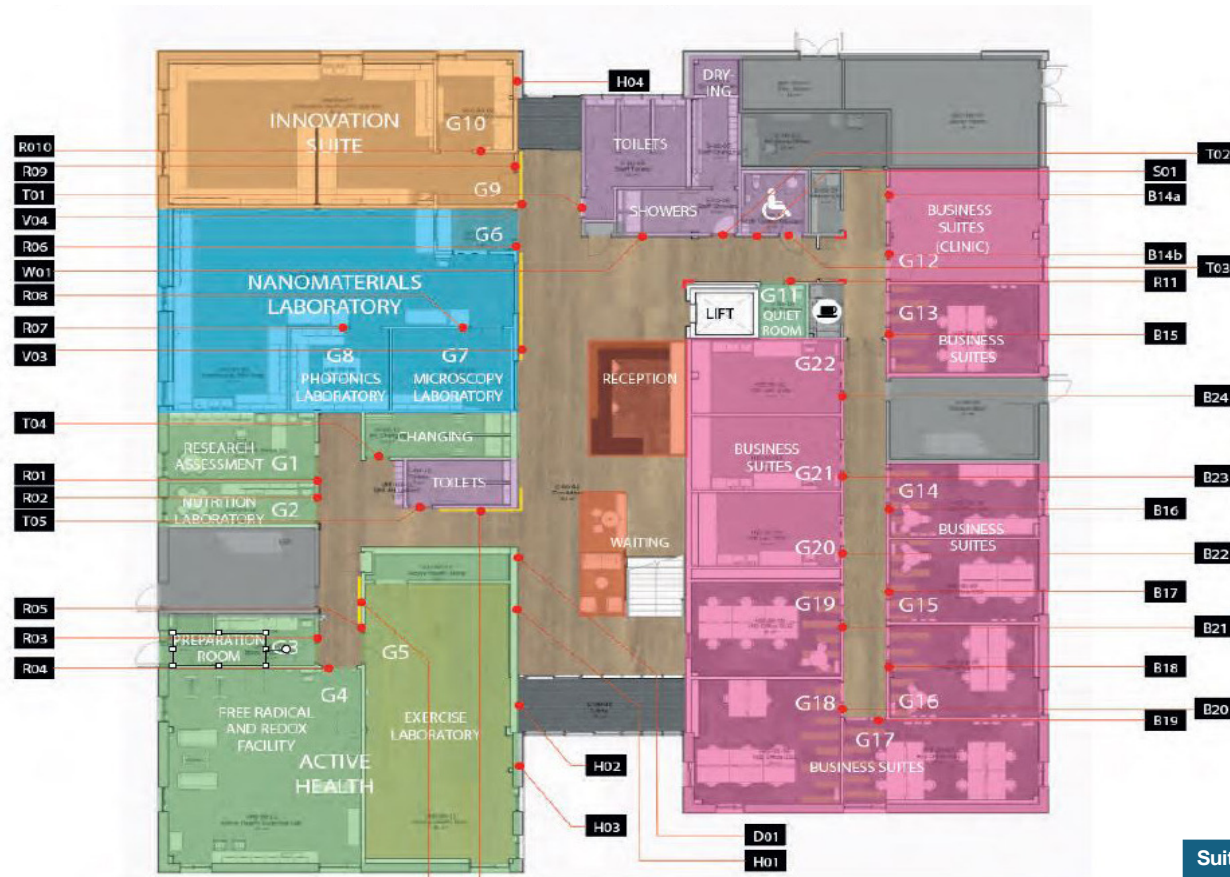 H04
R010
R09
T01
V04
R06
W01
R08
R07
V03
T04
R01
R02
T05
R05
R03
R04
T02
S01
B14a
B14b
T03
R11
B15
B24
B23
B16
B22
B17
B21
B18
B20
B19
H02
H03
D01
H01
INNOVATION
SUITE
G10
G9
G6
NANOMATERIALS
LABORATORY
G8
PHOTONICS
LABORATORY
G7
MICROSCOPY
LABORATORY
CHANGING
RESEARCH
ASSESSMENT
G1
NUTRITION
LABORATORY
G2
TOILETS
PREPARATION
ROOM
G3
G4
FREE RADICAL
AND REDOX
FACILITY
ACTIVE
HEALTH
G5
EXERCISE
LABORATORY
DRY-
ING
TOILETS
SHOWERS
LIFT
G11
QUIET
ROOM
RECEPTION
WAITING
BUSINESS
SUITES
(CLINIC)
G12
G13
BUSINESS
SUITES
G22
BUSINESS
SUITES
G21
G20
G19
G18
G14
BUSINESS
SUITES
G15
G16
G17
BUSINESS SUITES
Suit